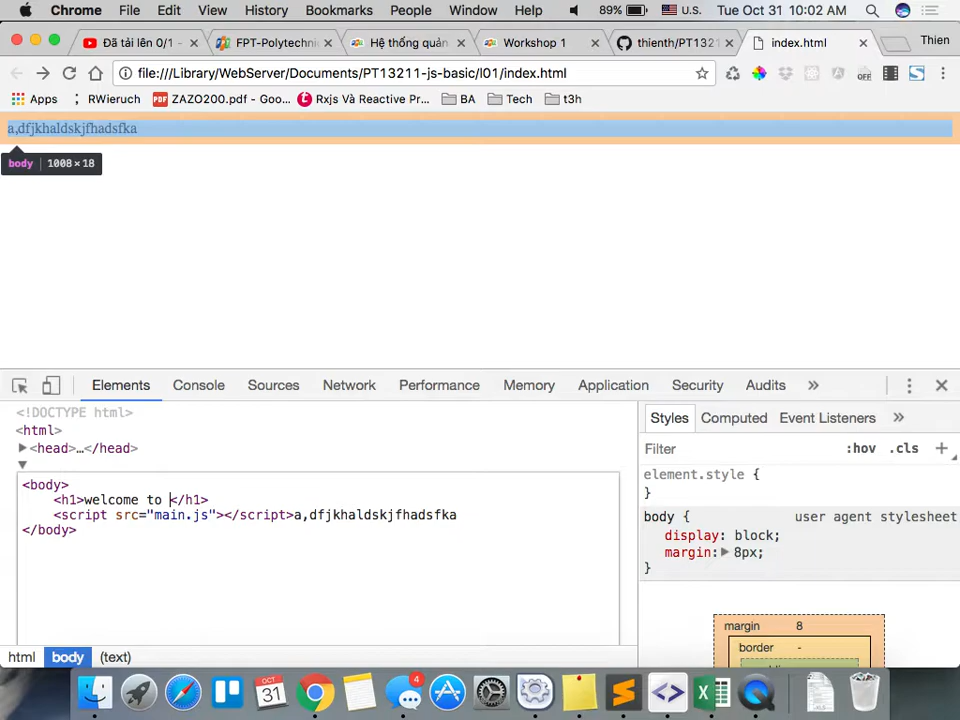 Chrome File Edit View History Bookmarks People Window Help 89% U.S. Tue Oct 31 10:02 AM
Đã tải lên 0/1 - FPT-Polytechnic Hệ thống quản Workshop 1 thienth/PT1321 index.html Thien
file:///Library/WebServer/Documents/PT13211-js-basic/l01/index.html OFF
Apps RWieruch ZAZO200.pdf - Goo... Rxjs Và Reactive Pr... BA Tech t3h
a,dfjkhaldskjfhadsfka
body 1008 × 18
Elements Console Sources Network Performance Memory Application Security Audits »
<!DOCTYPE html>
<html>
<head>…</head>
<body>
<h1>welcome to </h1>
<script src="main.js"></script>a,dfjkhaldskjfhadsfka
</body>
Styles Computed Event Listeners »
Filter :hov .cls +
element.style {
}
body { user agent stylesheet
display: block;
margin: 8px;
}
margin 8
border -
html body (text)
31 4